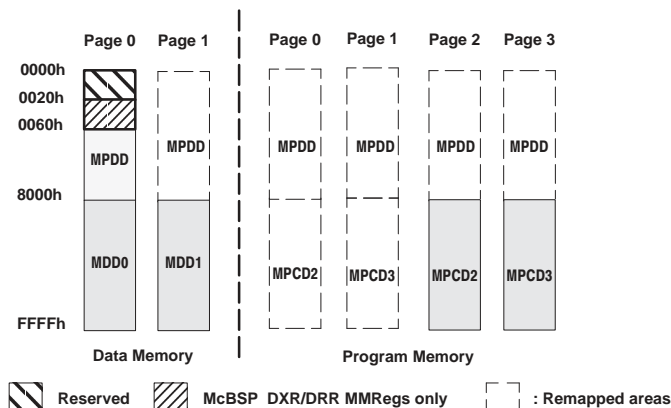 Page 0 Page 1 Page 0 Page 1 Page 2 Page 3
0000h
0020h
0060h
MPDD MPDD MPDD MPDD MPDD MPDD
8000h
MDD0 MDD1 MPCD2 MPCD3 MPCD2 MPCD3
FFFFh
Data Memory Program Memory
Reserved McBSP DXR/DRR MMRegs only : Remapped areas